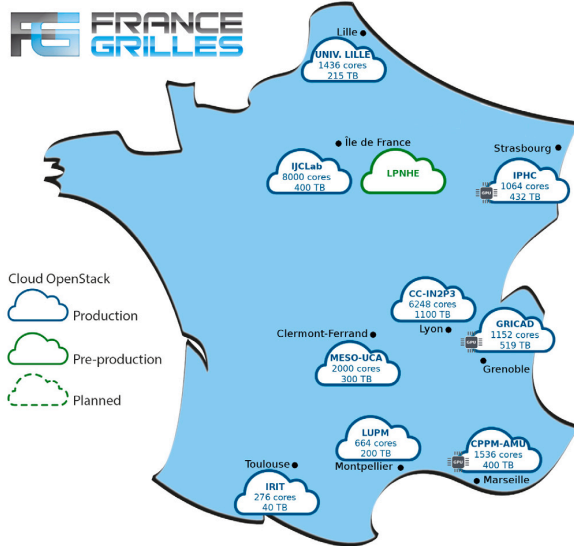 FRANCE
GRILLES
Lille
UNIV. LILLE
1436 cores
215 TB
Île de France
IJCLab
8000 cores
400 TB
LPNHE
Strasbourg
IPHC
1064 cores
432 TB
GPU
Cloud OpenStack
Production
Pre-production
Planned
CC-IN2P3
6248 cores
1100 TB
Lyon
GRICAD
1152 cores
519 TB
GPU
Grenoble
Clermont-Ferrand
MESO-UCA
2000 cores
300 TB
LUPM
664 cores
200 TB
Montpellier
CPPM-AMU
1536 cores
400 TB
GPU
Marseille
Toulouse
IRIT
276 cores
40 TB